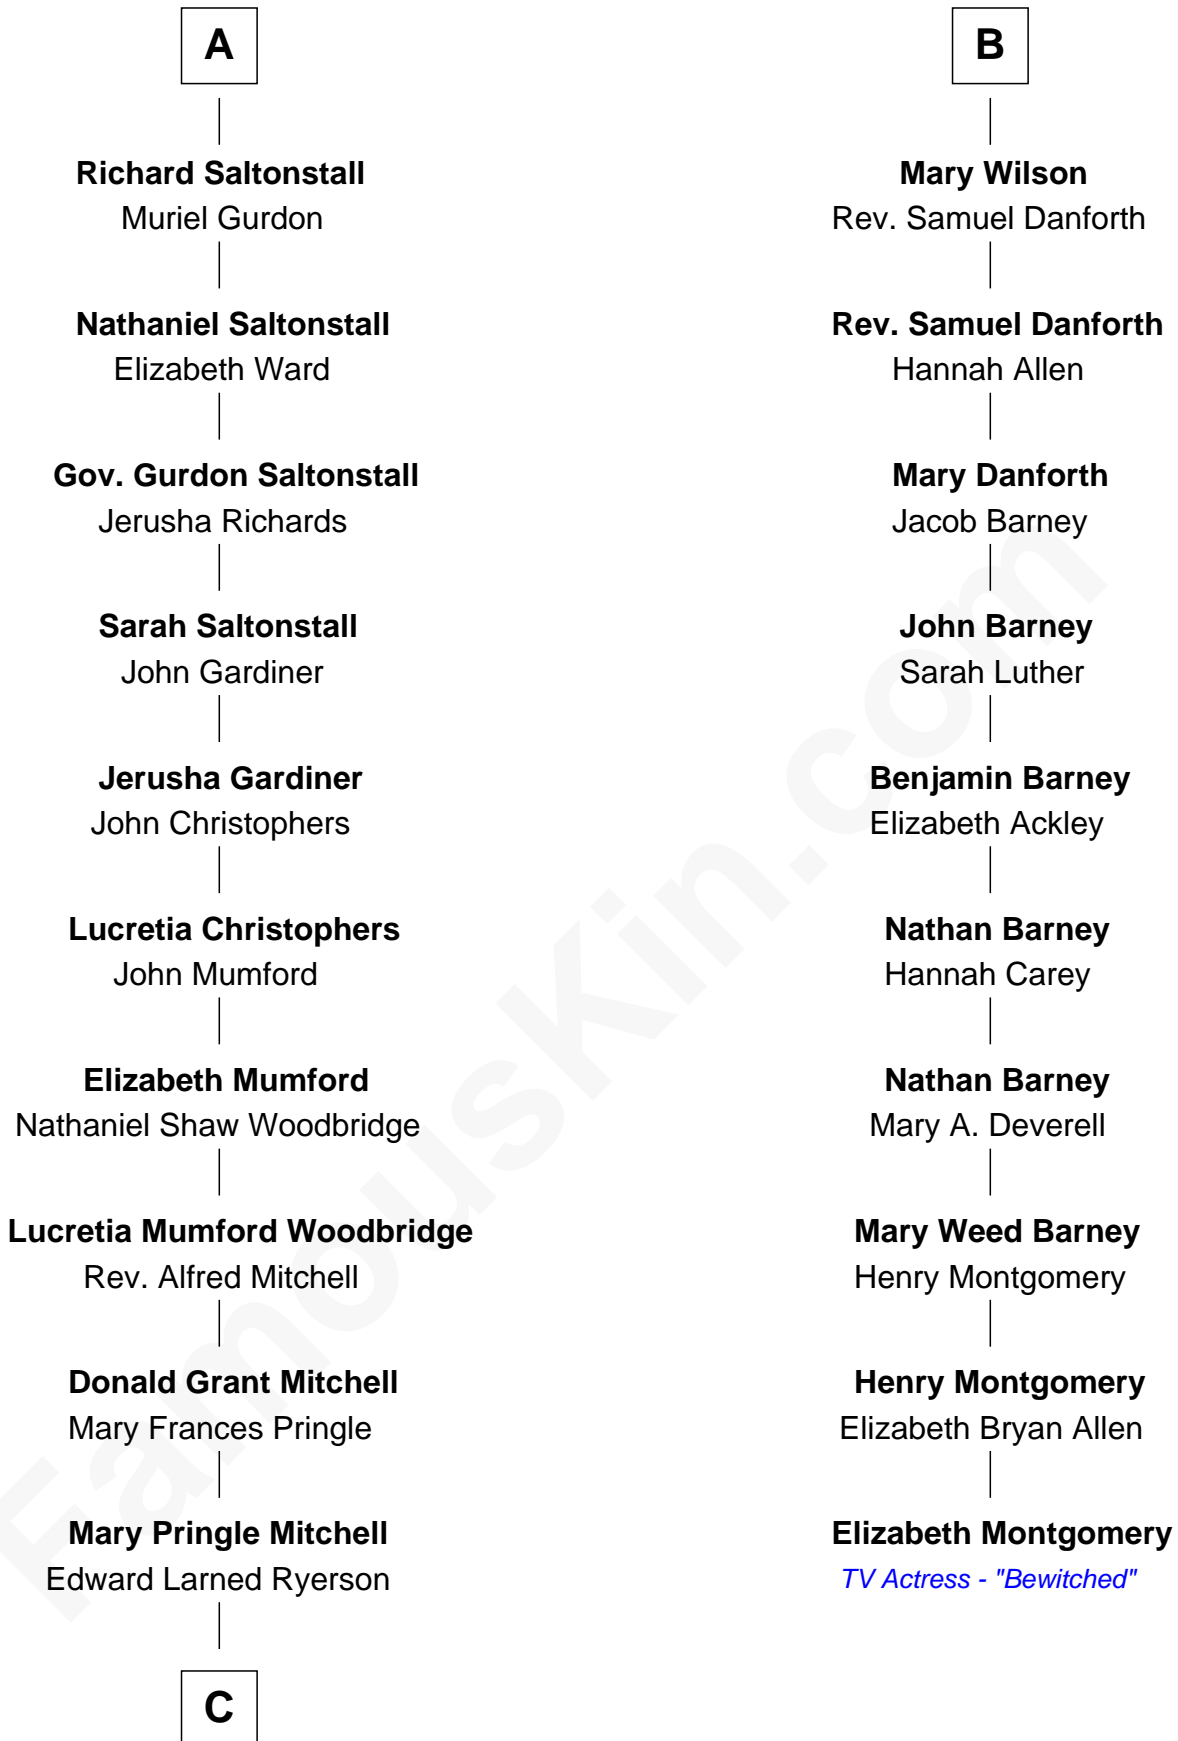 A
Richard Saltonstall
Muriel Gurdon
Nathaniel Saltonstall
Elizabeth Ward
Gov. Gurdon Saltonstall
Jerusha Richards
Sarah Saltonstall
John Gardiner
Jerusha Gardiner
John Christophers
Lucretia Christophers
John Mumford
Elizabeth Mumford
Nathaniel Shaw Woodbridge
Lucretia Mumford Woodbridge
Rev. Alfred Mitchell
Donald Grant Mitchell
Mary Frances Pringle
Mary Pringle Mitchell
Edward Larned Ryerson
C
B
Mary Wilson
Rev. Samuel Danforth
Rev. Samuel Danforth
Hannah Allen
Mary Danforth
Jacob Barney
John Barney
Sarah Luther
Benjamin Barney
Elizabeth Ackley
Nathan Barney
Hannah Carey
Nathan Barney
Mary A. Deverell
Mary Weed Barney
Henry Montgomery
Henry Montgomery
Elizabeth Bryan Allen
Elizabeth Montgomery
TV Actress - "Bewitched"
FamousKin.com